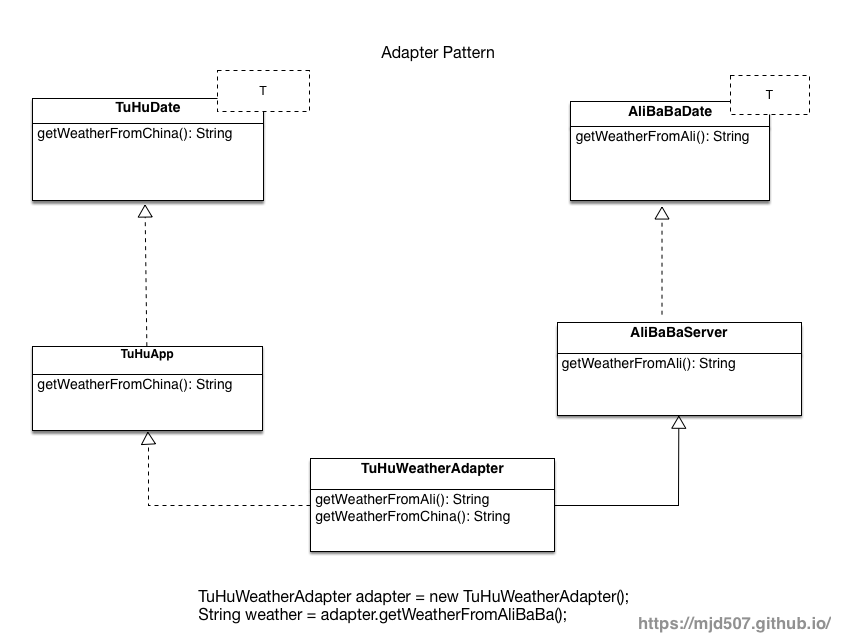 Adapter Pattern
T
TuHuDate
getWeatherFromChina(): String
T
AliBaBaDate
getWeatherFromAli(): String
TuHuApp
getWeatherFromChina(): String
AliBaBaServer
getWeatherFromAli(): String
TuHuWeatherAdapter
getWeatherFromAli(): String
getWeatherFromChina(): String
TuHuWeatherAdapter adapter = new TuHuWeatherAdapter();
String weather = adapter.getWeatherFromAliBaBa();
https://mjd507.github.io/